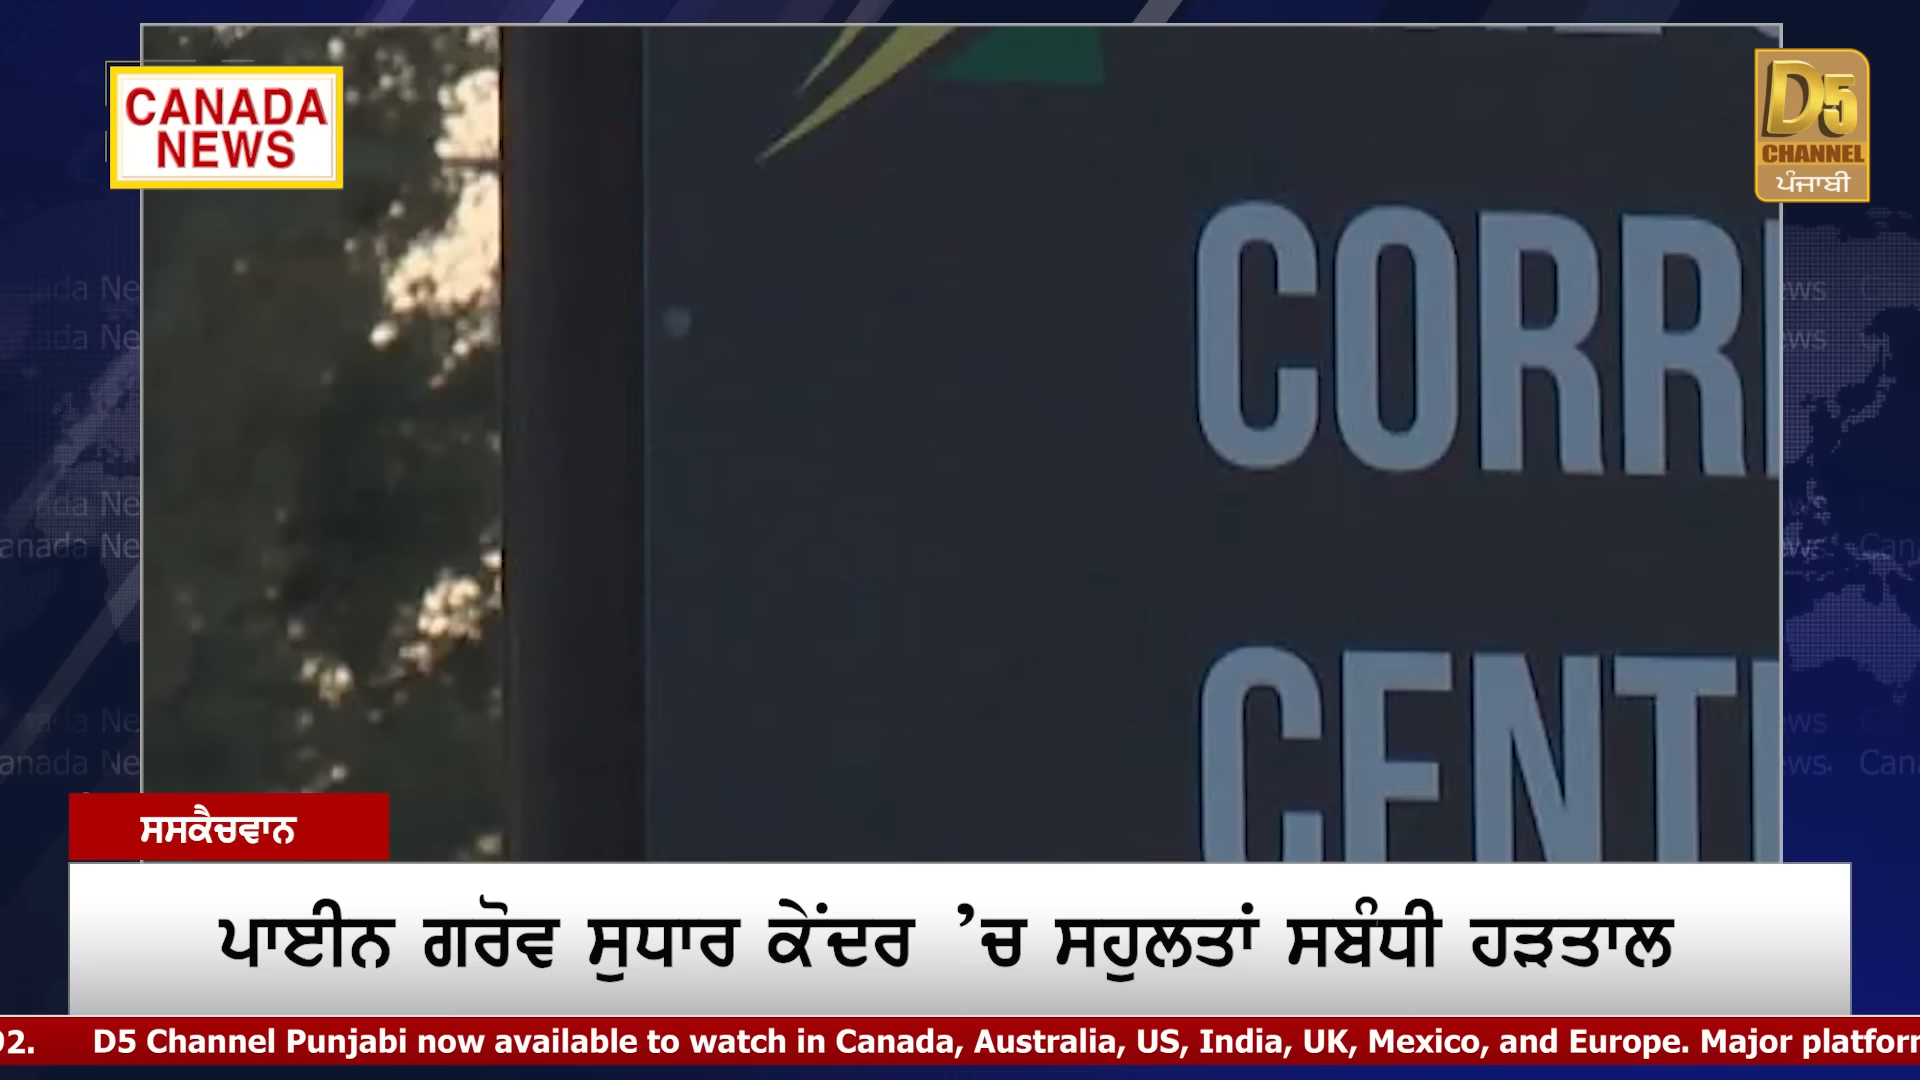 CANADA
NEWS
D5
CHANNEL
ਪੰਜਾਬੀ
CORR
CENT
ਸਸਕੈਚਵਾਨ
ਪਾਈਨ ਗਰੋਵ ਸੁਧਾਰ ਕੇਂਦਰ ’ਚ ਸਹੂਲਤਾਂ ਸਬੰਧੀ ਹੜਤਾਲ
D5 Channel Punjabi now available to watch in Canada, Australia, US, India, UK, Mexico, and Europe. Major platfor